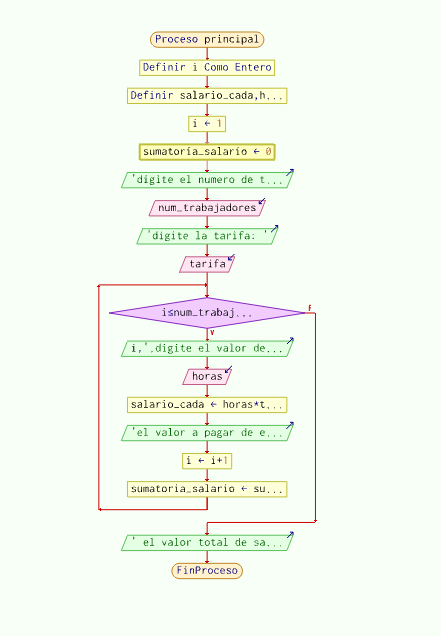 Proceso principal
Definir i Como Entero
Definir salario_cada,h...
i ← 1
sumatoria_salario ← 0
'digite el numero de t...
num_trabajadores
'digite la tarifa: '
tarifa
i≤num_trabaj...
F
V
i,'.digite el valor de...
horas
salario_cada ← horas*t...
'el valor a pagar de e...
i ← i+1
sumatoria_salario ← su...
' el valor total de sa...
FinProceso